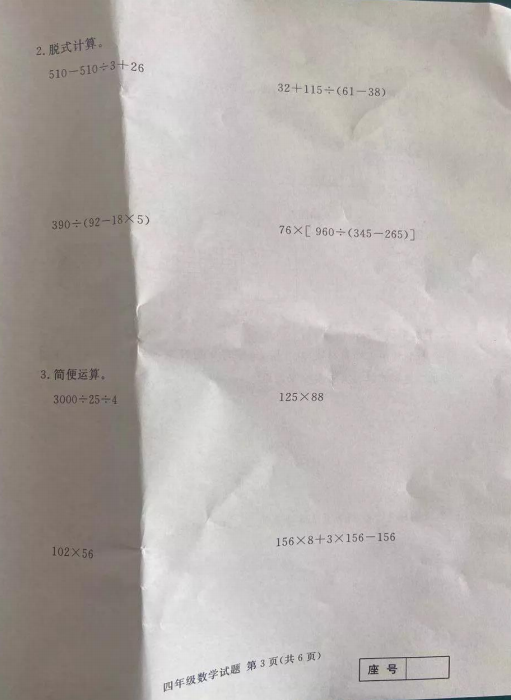 2. 脱式计算。
510－510÷3＋26
32＋115÷(61－38)
390÷(92－18×5)
76×[ 960÷(345－265)]
3. 简便运算。
3000÷25÷4
125×88
102×56
156×8＋3×156－156
四年级数学试题 第 3 页(共 6 页)
座 号